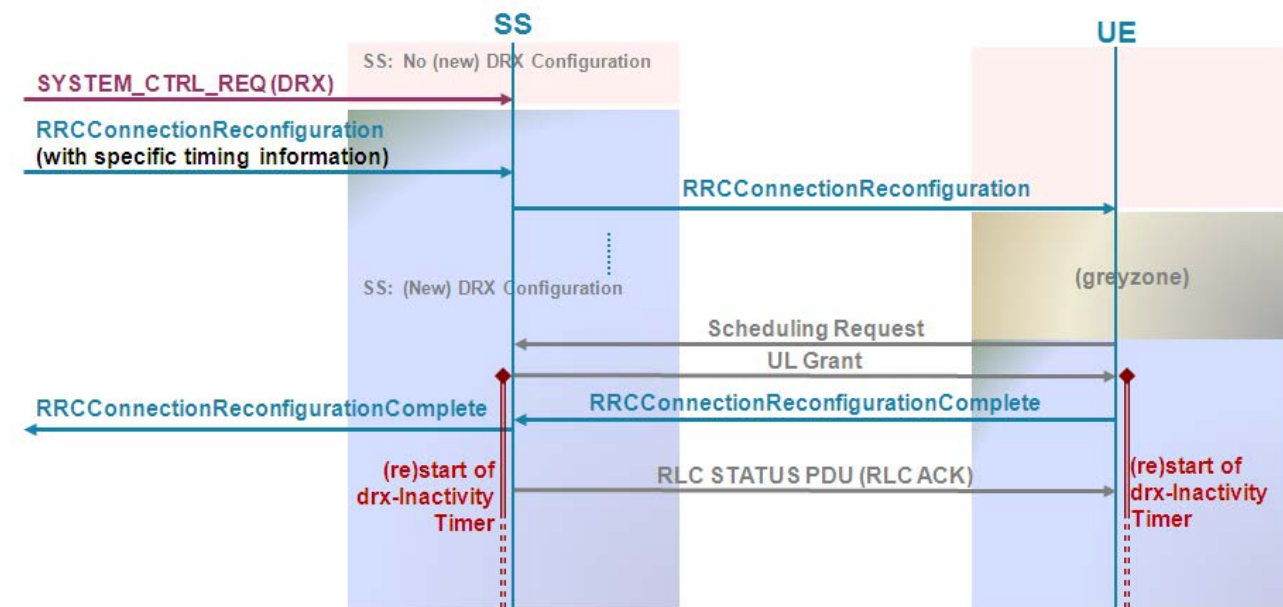 SS
UE
SS: No (new) DRX Configuration
SYSTEM_CTRL_REQ (DRX)
RRCConnectionReconfiguration
(with specific timing information)
RRCConnectionReconfiguration
SS: (New) DRX Configuration
(greyzone)
Scheduling Request
UL Grant
RRCConnectionReconfigurationComplete
RRCConnectionReconfigurationComplete
(re)start of
drx-Inactivity
Timer
RLC STATUS PDU (RLC ACK)
(re)start of
drx-Inactivity
Timer